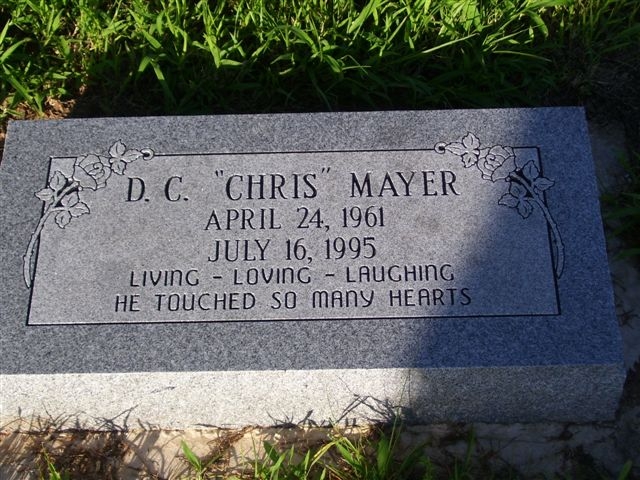 D. C. "CHRIS" MAYER
APRIL 24, 1961
JULY 16, 1995
LIVING - LOVING - LAUGHING
HE TOUCHED SO MANY HEARTS